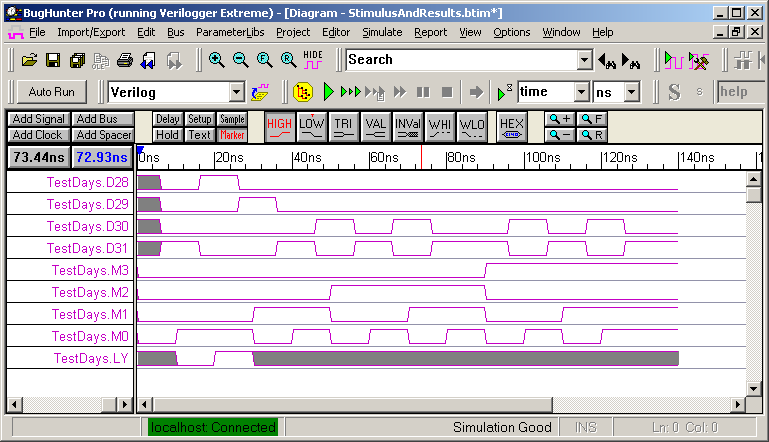 BugHunter Pro (running Verilogger Extreme) - [Diagram - StimulusAndResults.btim*]
File Import/Export Edit Bus ParameterLibs Project Editor Simulate Report View Options Window Help
HIDE Search
Auto Run Verilog time ns S s help
Add Signal Add Bus Delay Setup Sample HIGH LOW TRI VAL INVal WHI WLO HEX + F
Add Clock Add Spacer Hold Text Marker - R
73.44ns 72.93ns 0ns 20ns 40ns 60ns 80ns 100ns 120ns 140ns 1
TestDays.D28
TestDays.D29
TestDays.D30
TestDays.D31
TestDays.M3
TestDays.M2
TestDays.M1
TestDays.M0
TestDays.LY
localhost: Connected Simulation Good INS Ln: 0 Col: 0